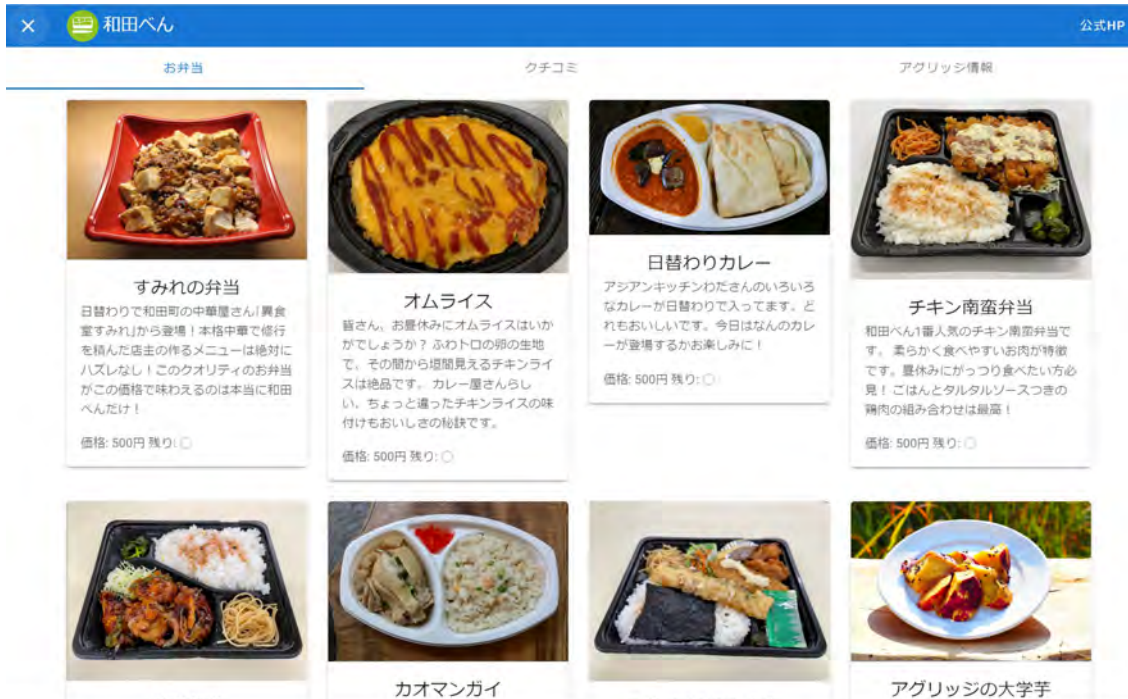 × 和田べん
公式HP
お弁当
クチコミ
アグリッジ情報
すみれの弁当
日替わりで和田町の中華屋さん「異食
室すみれ」から登場！本格中華で修行
を積んだ店主の作るメニューは絶対に
ハズレなし！このクオリティのお弁当
がこの価格で味わえるのは本当に和田
べんだけ！
価格: 500円 残り:○
オムライス
皆さん、お昼休みにオムライスはいか
がでしょうか？ ふわトロの卵の生地
で、その間から垣間見えるチキンライ
スは絶品です。 カレー屋さんらし
い、ちょっと違ったチキンライスの味
付けもおいしさの秘訣です。
価格: 500円 残り:○
日替わりカレー
アジアンキッチンわださんのいろいろ
なカレーが日替わりで入ってます。ど
れもおいしいです。今日はなんのカレ
ーが登場するかお楽しみに！
価格: 500円 残り:○
チキン南蛮弁当
和田べん1番人気のチキン南蛮弁当で
す。 柔らかく食べやすいお肉が特徴
です。昼休みにがっつり食べたい方必
見！ごはんとタルタルソースつきの
鶏肉の組み合わせは最高！
価格: 500円 残り:○
カオマンガイ
アグリッジの大学芋